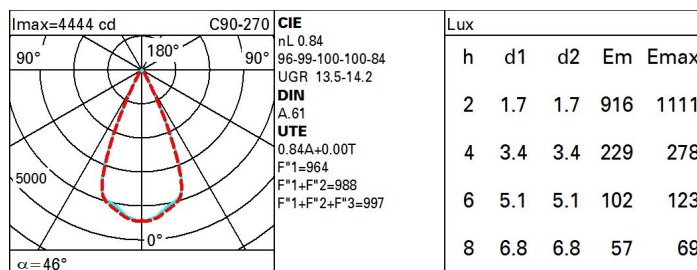 Imax=4444 cd C90-270
90° 180° 90°
5000
0°
α=46°
CIE
nL 0.84
96-99-100-100-84
UGR 13.5-14.2
DIN
A.61
UTE
0.84A+0.00T
F"1=964
F"1+F"2=988
F"1+F"2+F"3=997
Lux
h d1 d2 Em Emax
2 1.7 1.7 916 1111
4 3.4 3.4 229 278
6 5.1 5.1 102 123
8 6.8 6.8 57 69